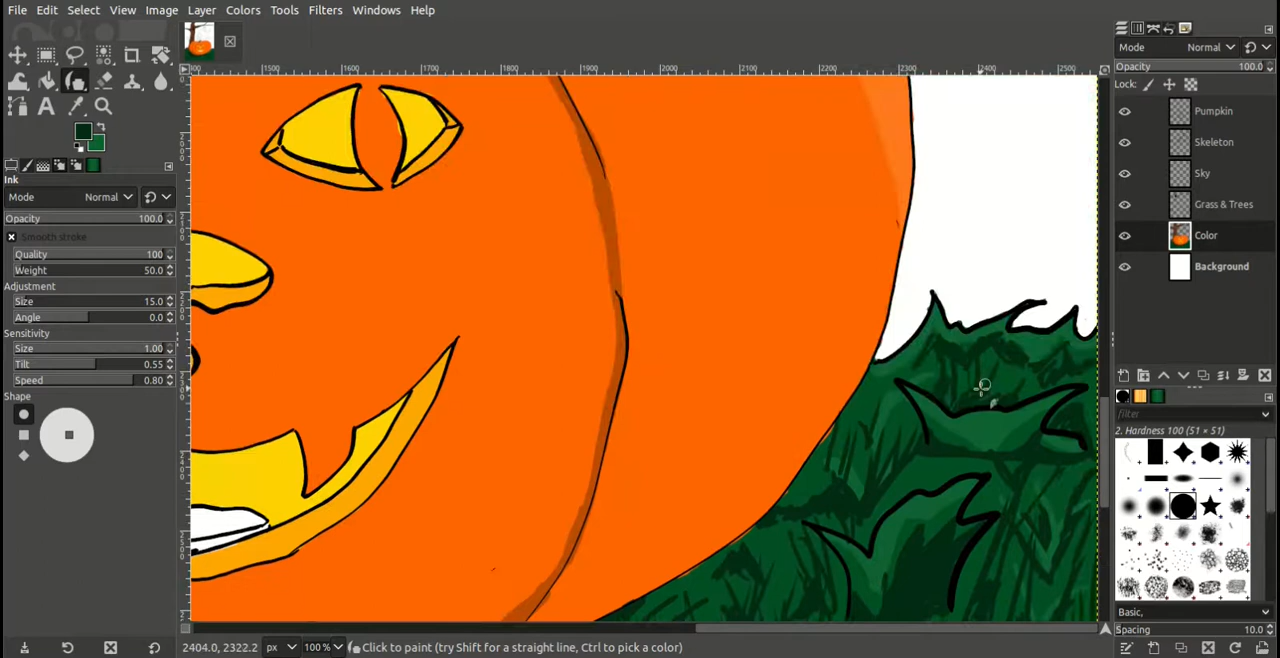 File Edit Select View Image Layer Colors Tools Filters Windows Help
Mode Normal
Opacity 100.0
Lock:
Pumpkin
Skeleton
Sky
Grass & Trees
Color
Background
Ink
Mode Normal
Opacity 100.0
Smooth stroke
Quality 100
Weight 50.0
Adjustment
Size 15.0
Angle 0.0
Sensitivity
Size 1.00
Tilt 0.55
Speed 0.80
Shape
1500 1600 1700 1800 1900 2000 2100 2200 2300 2400 2500
filter
2. Hardness 100 (51 × 51)
Basic,
Spacing 10.0
2404.0, 2322.2 px 100 % Click to paint (try Shift for a straight line, Ctrl to pick a color)